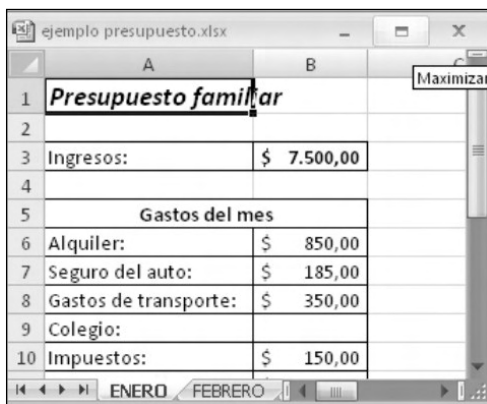 ejemplo presupuesto.xlsx
A B C
Maximizar
1 Presupuesto familiar
2
3 Ingresos: $ 7.500,00
4
5 Gastos del mes
6 Alquiler: $ 850,00
7 Seguro del auto: $ 185,00
8 Gastos de transporte: $ 350,00
9 Colegio:
10 Impuestos: $ 150,00
ENERO FEBRERO